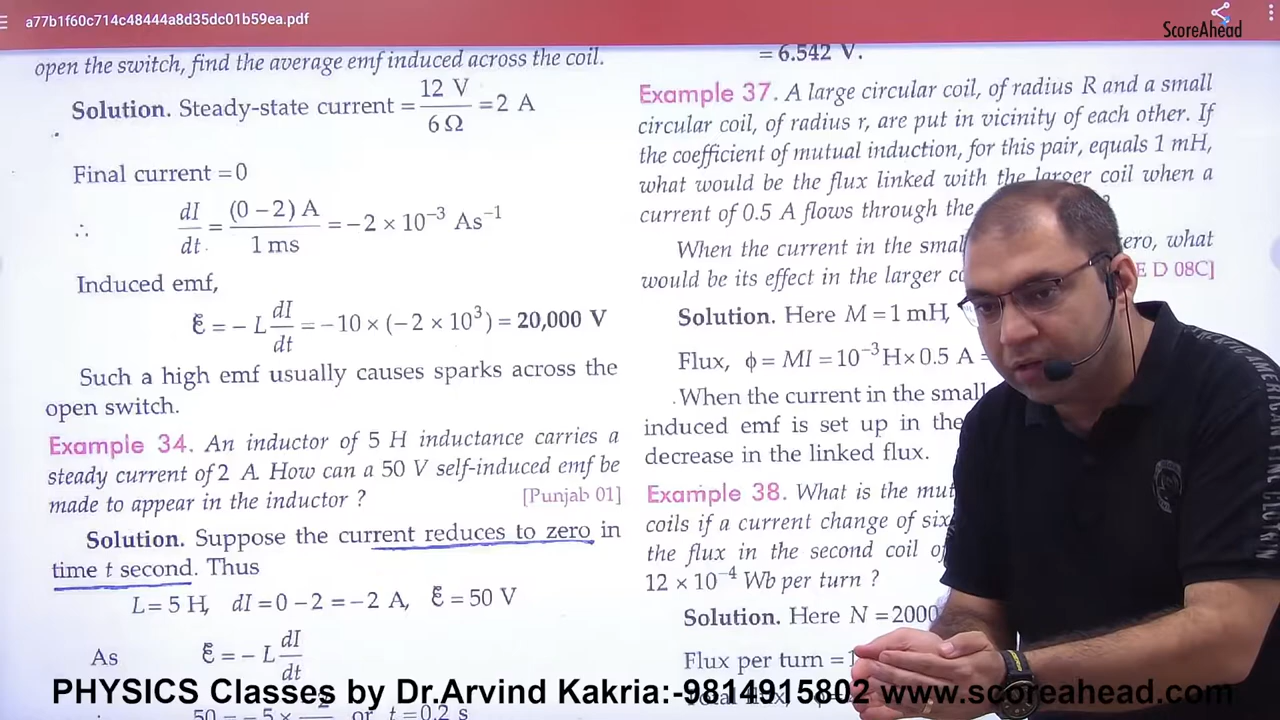 a77b1f60c714c48444a8d35dc01b59ea.pdf
ScoreAhead
open the switch, find the average emf induced across the coil.
Solution. Steady-state current = 12 V / 6 Ω = 2 A
Final current = 0
∴ dI/dt = (0 − 2) A / 1 ms = −2 × 10⁻³ As⁻¹
Induced emf,
ℰ = − L dI/dt = −10 × (−2 × 10³) = 20,000 V
Such a high emf usually causes sparks across the
open switch.
Example 34. An inductor of 5 H inductance carries a
steady current of 2 A. How can a 50 V self-induced emf be
made to appear in the inductor ? [Punjab 01]
Solution. Suppose the current reduces to zero in
time t second. Thus
L = 5 H, dI = 0 − 2 = −2 A, ℰ = 50 V
As ℰ = − L dI/dt
50 = − 5 × or t = 0.2 s
= 6.542 V.
Example 37. A large circular coil, of radius R and a small
circular coil, of radius r, are put in vicinity of each other. If
the coefficient of mutual induction, for this pair, equals 1 mH,
what would be the flux linked with the larger coil when a
current of 0.5 A flows through the
When the current in the zero, what
would be its effect in the larger E D 08C]
Solution. Here M = 1 mH,
Flux, ϕ = MI = 10⁻³ H × 0.5 A =
When the current in the small
induced emf is set up in the
decrease in the linked flux.
Example 38. What is the
coils if a current change of six
the flux in the second coil
12 × 10⁻⁴ Wb per turn ?
Solution. Here N = 2000
Flux per turn =
PHYSICS Classes by Dr.Arvind Kakria:-9814915802 www.scoreahead.com